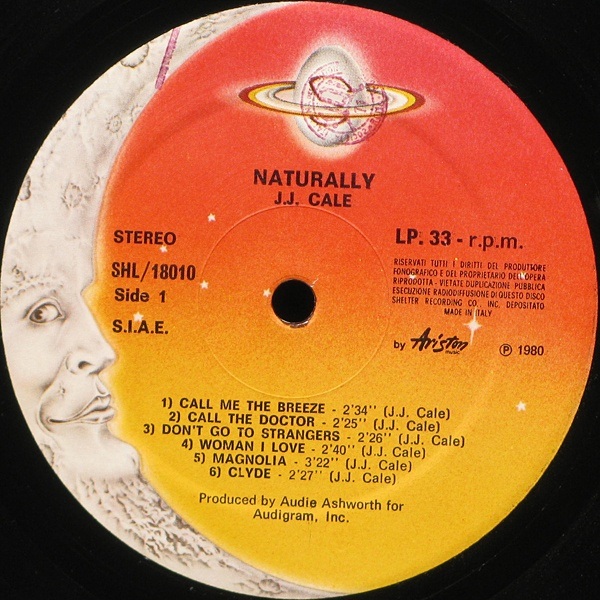 NATURALLY
J.J. CALE
STEREO
SHL/18010
Side 1
S.I.A.E.
LP. 33 - r.p.m.
RISERVATI TUTTI I DIRITTI DEL PRODUTTORE
FONOGRAFICO E DEL PROPRIETARIO DELL'OPERA
RIPRODOTTA - VIETATE DUPLICAZIONE PUBBLICA
ESECUZIONE RADIODIFFUSIONE DI QUESTO DISCO
SHELTER RECORDING CO., INC. DEPOSITATO
MADE IN ITALY
by Ariston music ℗ 1980
1) CALL ME THE BREEZE - 2'34'' (J.J. Cale)
2) CALL THE DOCTOR - 2'25'' (J.J. Cale)
3) DON'T GO TO STRANGERS - 2'26'' (J.J. Cale)
4) WOMAN I LOVE - 2'40'' (J.J. Cale)
5) MAGNOLIA - 3'22'' (J.J. Cale)
6) CLYDE - 2'27'' (J.J. Cale)
Produced by Audie Ashworth for
Audigram, Inc.